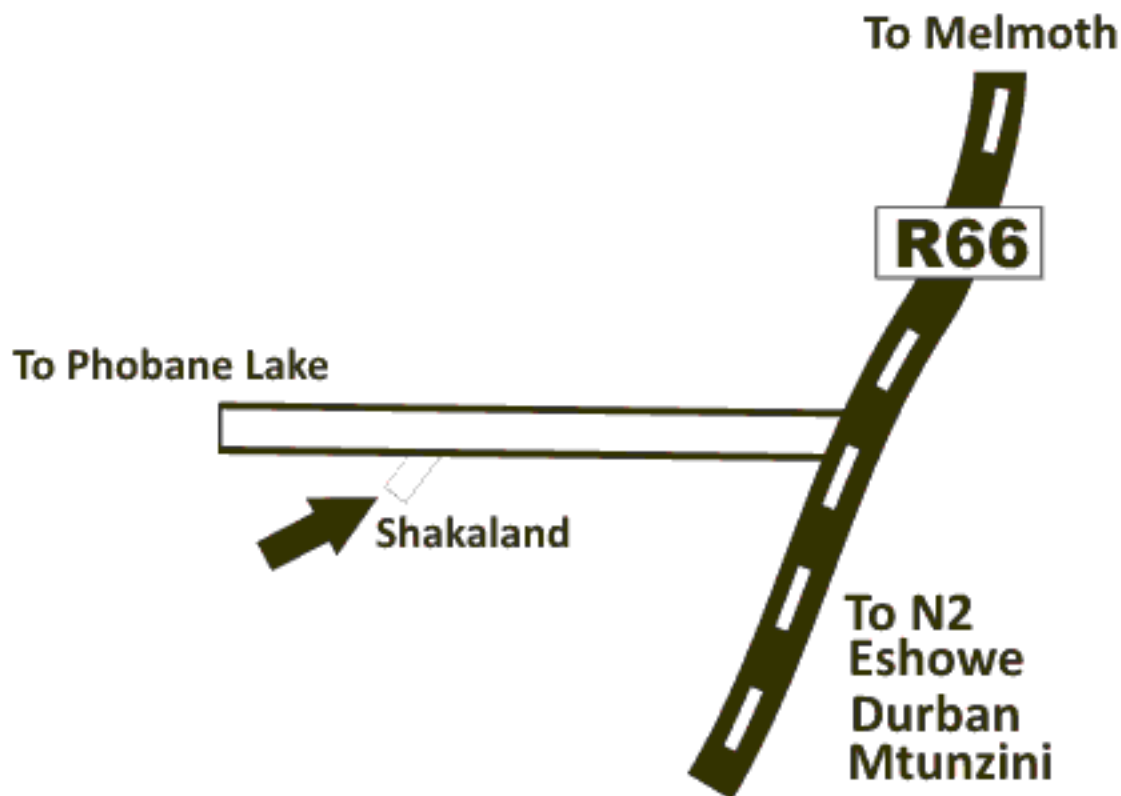 To Melmoth
R66
To Phobane Lake
Shakaland
To N2
Eshowe
Durban
Mtunzini